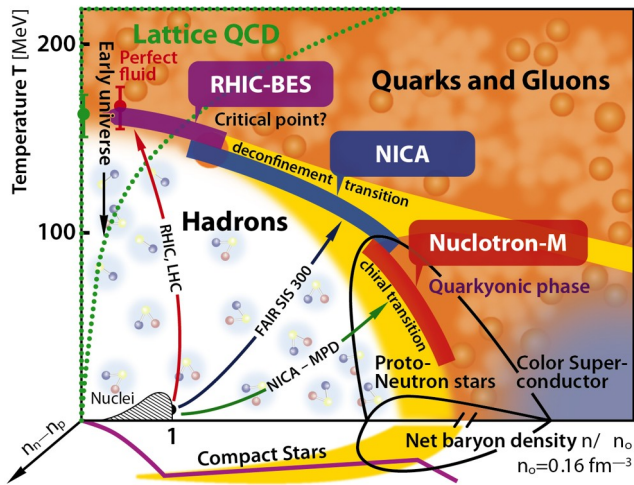 Temperature T [MeV]
200
100
Lattice QCD
Early universe
Perfect
fluid
RHIC-BES
Critical point?
Quarks and Gluons
NICA
deconfinement transition
Hadrons
Nuclotron-M
Quarkyonic phase
chiral transition
RHIC, LHC
FAIR SIS 300
NICA – MPD
Proto-
Neutron stars
Color Super-
conductor
Nuclei
1
nₙ—nₚ
Compact Stars
Net baryon density n/ n₀
n₀=0.16 fm⁻³